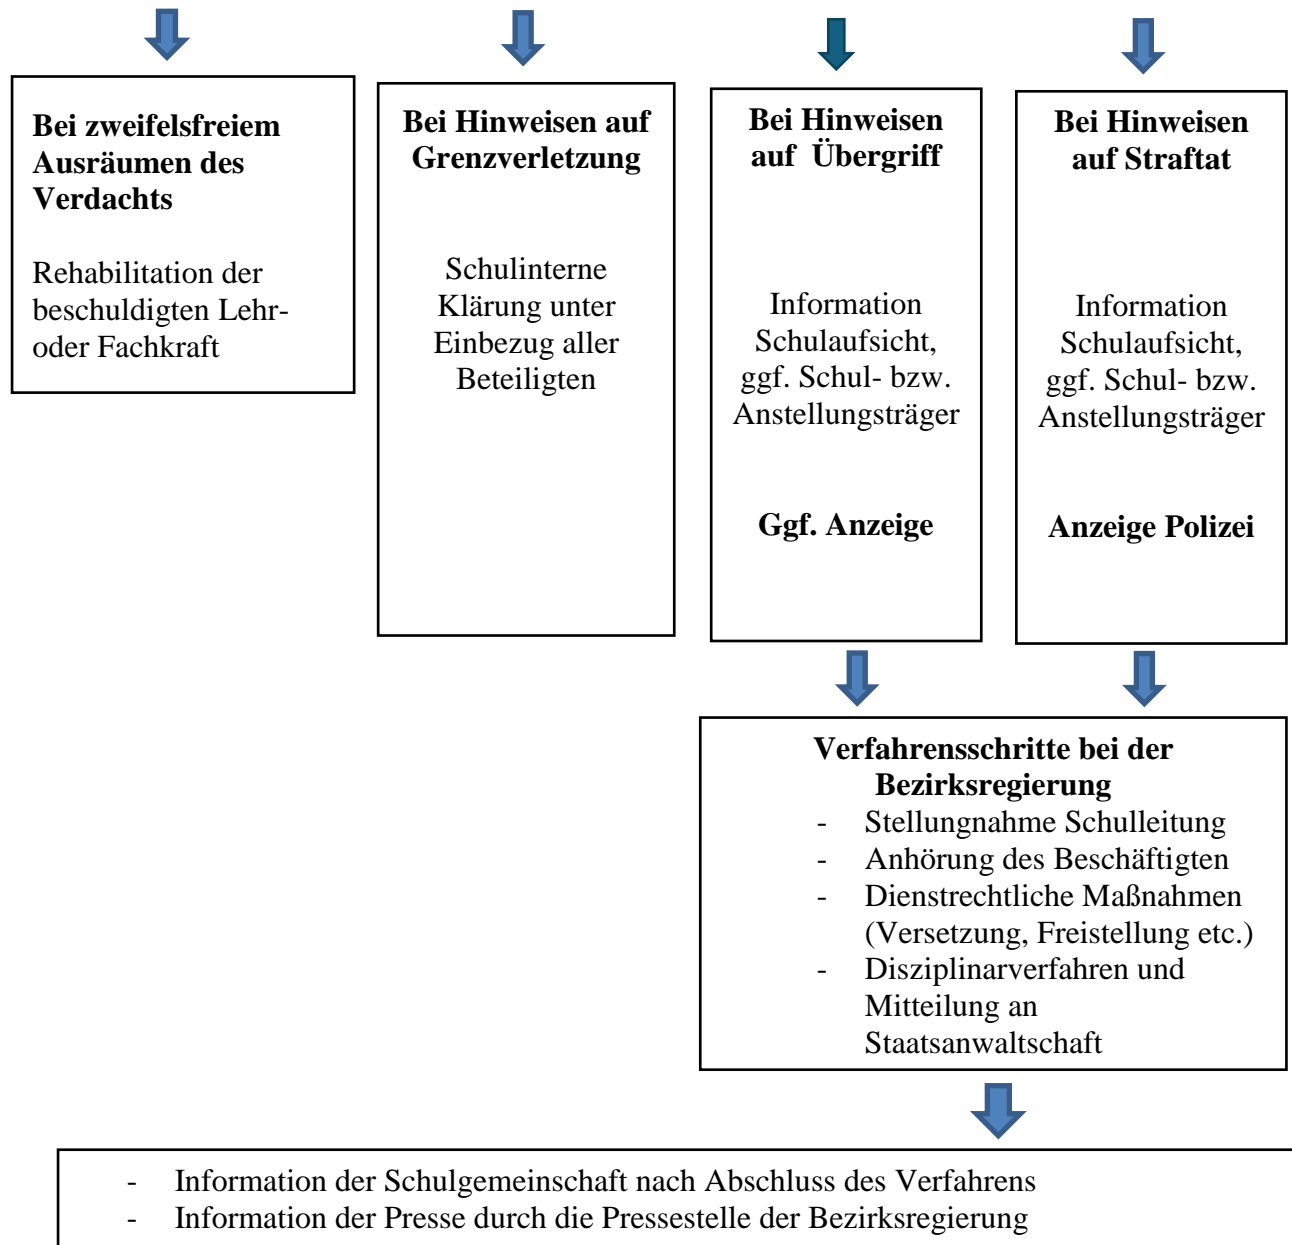 Bei zweifelsfreiem
Ausräumen des
Verdachts
Rehabilitation der
beschuldigten Lehr-
oder Fachkraft
Bei Hinweisen auf
Grenzverletzung
Schulinterne
Klärung unter
Einbezug aller
Beteiligten
Bei Hinweisen
auf Übergriff
Information
Schulaufsicht,
ggf. Schul- bzw.
Anstellungsträger
Ggf. Anzeige
Bei Hinweisen
auf Straftat
Information
Schulaufsicht,
ggf. Schul- bzw.
Anstellungsträger
Anzeige Polizei
Verfahrensschritte bei der
Bezirksregierung
- Stellungnahme Schulleitung
- Anhörung des Beschäftigten
- Dienstrechtliche Maßnahmen
(Versetzung, Freistellung etc.)
- Disziplinarverfahren und
Mitteilung an
Staatsanwaltschaft
- Information der Schulgemeinschaft nach Abschluss des Verfahrens
- Information der Presse durch die Pressestelle der Bezirksregierung